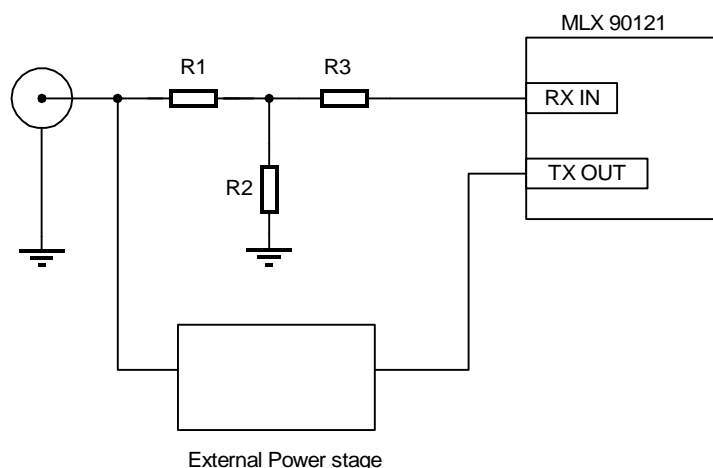 MLX 90121
R1
R3
RX IN
TX OUT
R2
External Power stage